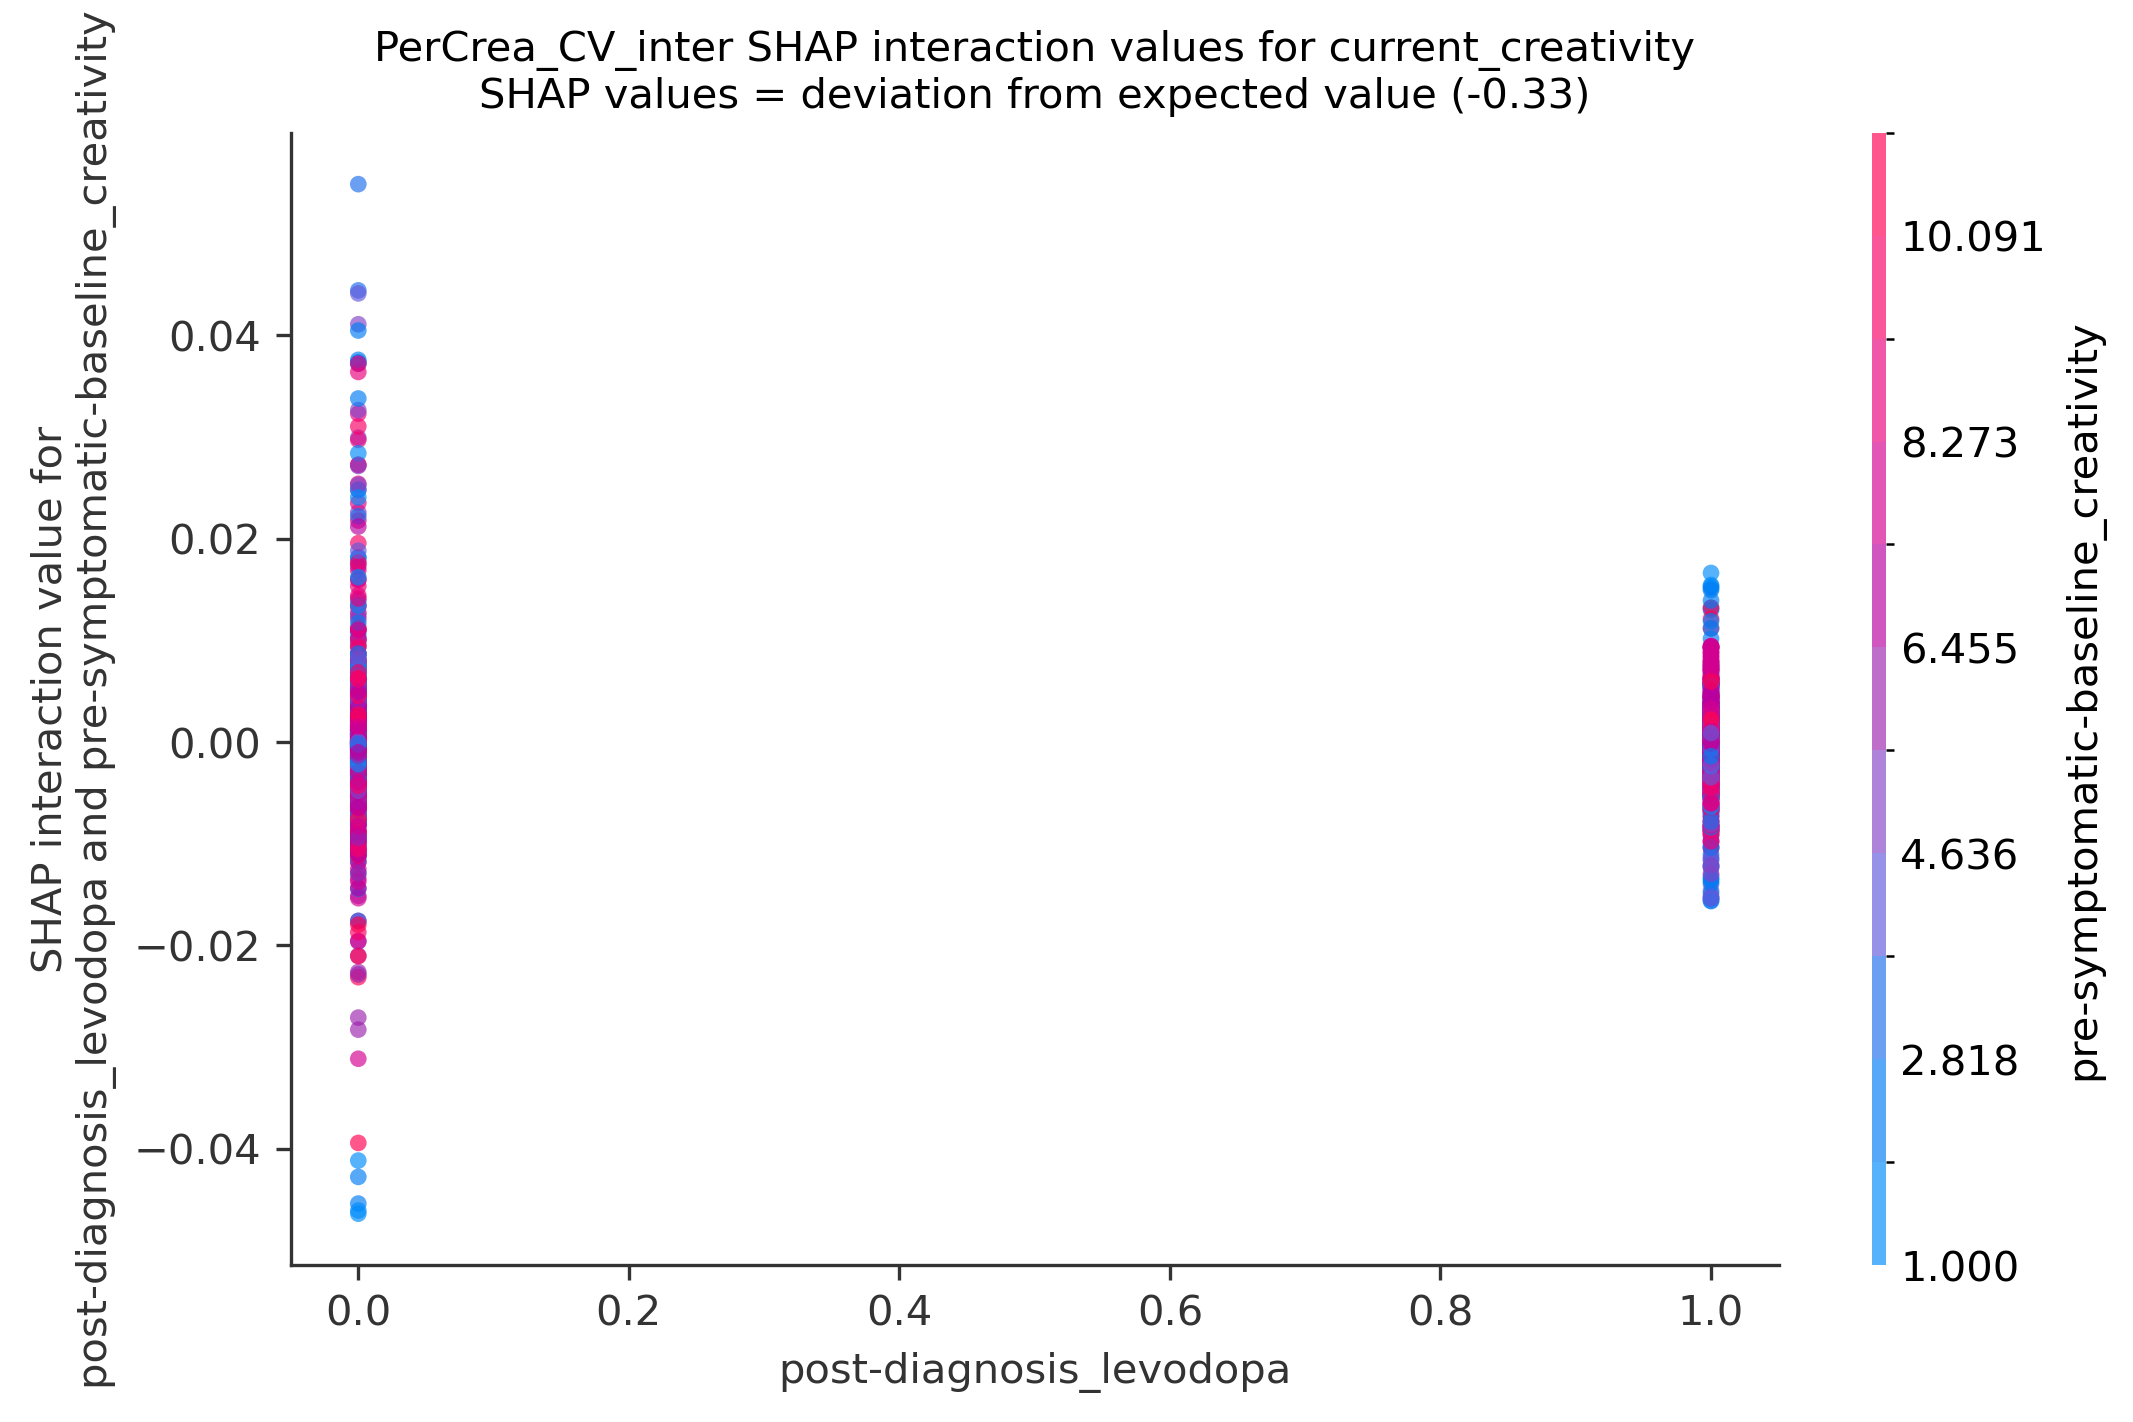 PerCrea_CV_inter SHAP interaction values for current_creativity
SHAP values = deviation from expected value (-0.33)
SHAP interaction value for
post-diagnosis_levodopa and pre-symptomatic-baseline_creativity
0.04
0.02
0.00
−0.02
−0.04
0.0
0.2
0.4
0.6
0.8
1.0
post-diagnosis_levodopa
10.091
8.273
6.455
4.636
2.818
1.000
pre-symptomatic-baseline_creativity